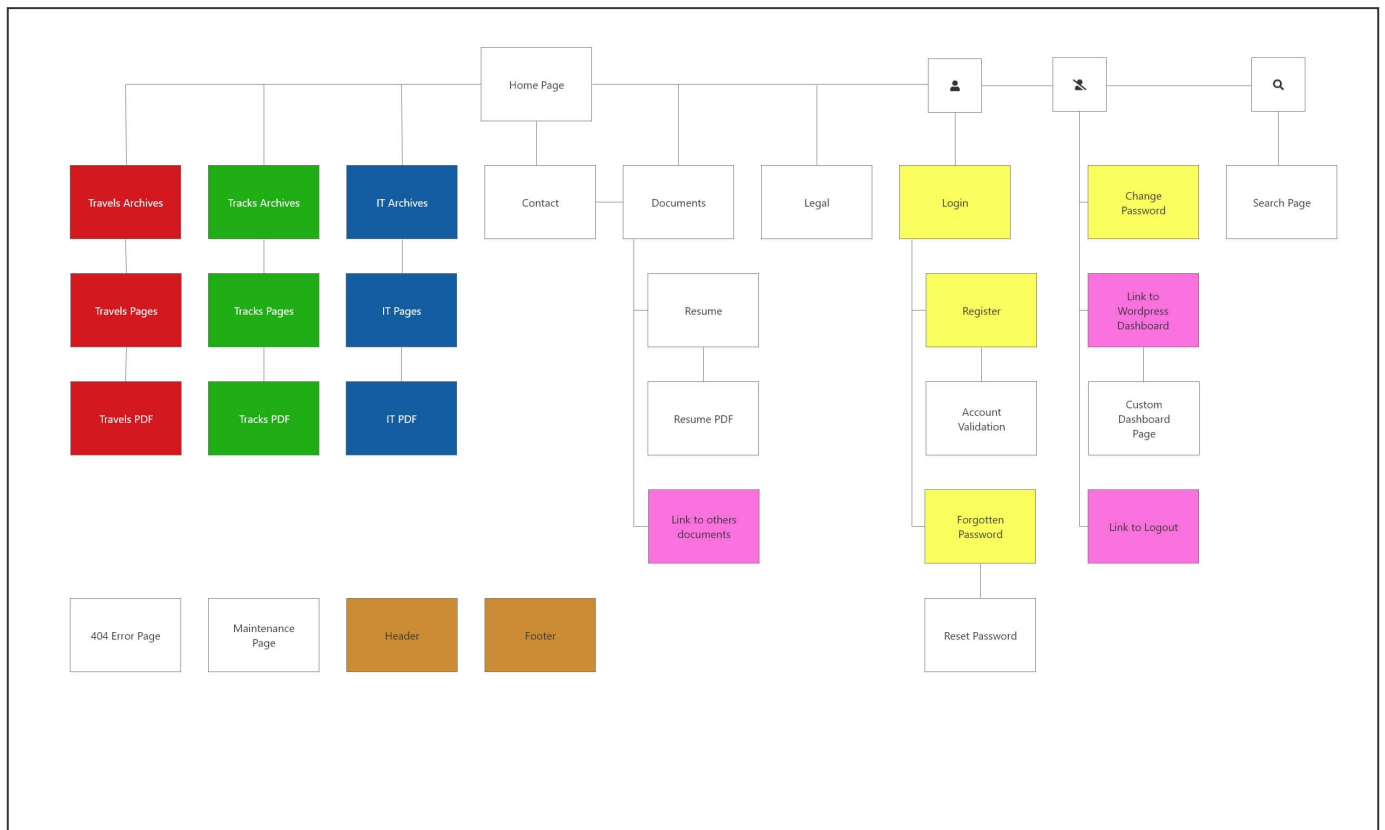 Home Page
Travels Archives
Tracks Archives
IT Archives
Contact
Documents
Legal
Login
Change
Password
Search Page
Travels Pages
Tracks Pages
IT Pages
Resume
Register
Link to
Wordpress
Dashboard
Travels PDF
Tracks PDF
IT PDF
Resume PDF
Account
Validation
Custom
Dashboard
Page
Link to others
documents
Forgotten
Password
Link to Logout
404 Error Page
Maintenance
Page
Header
Footer
Reset Password